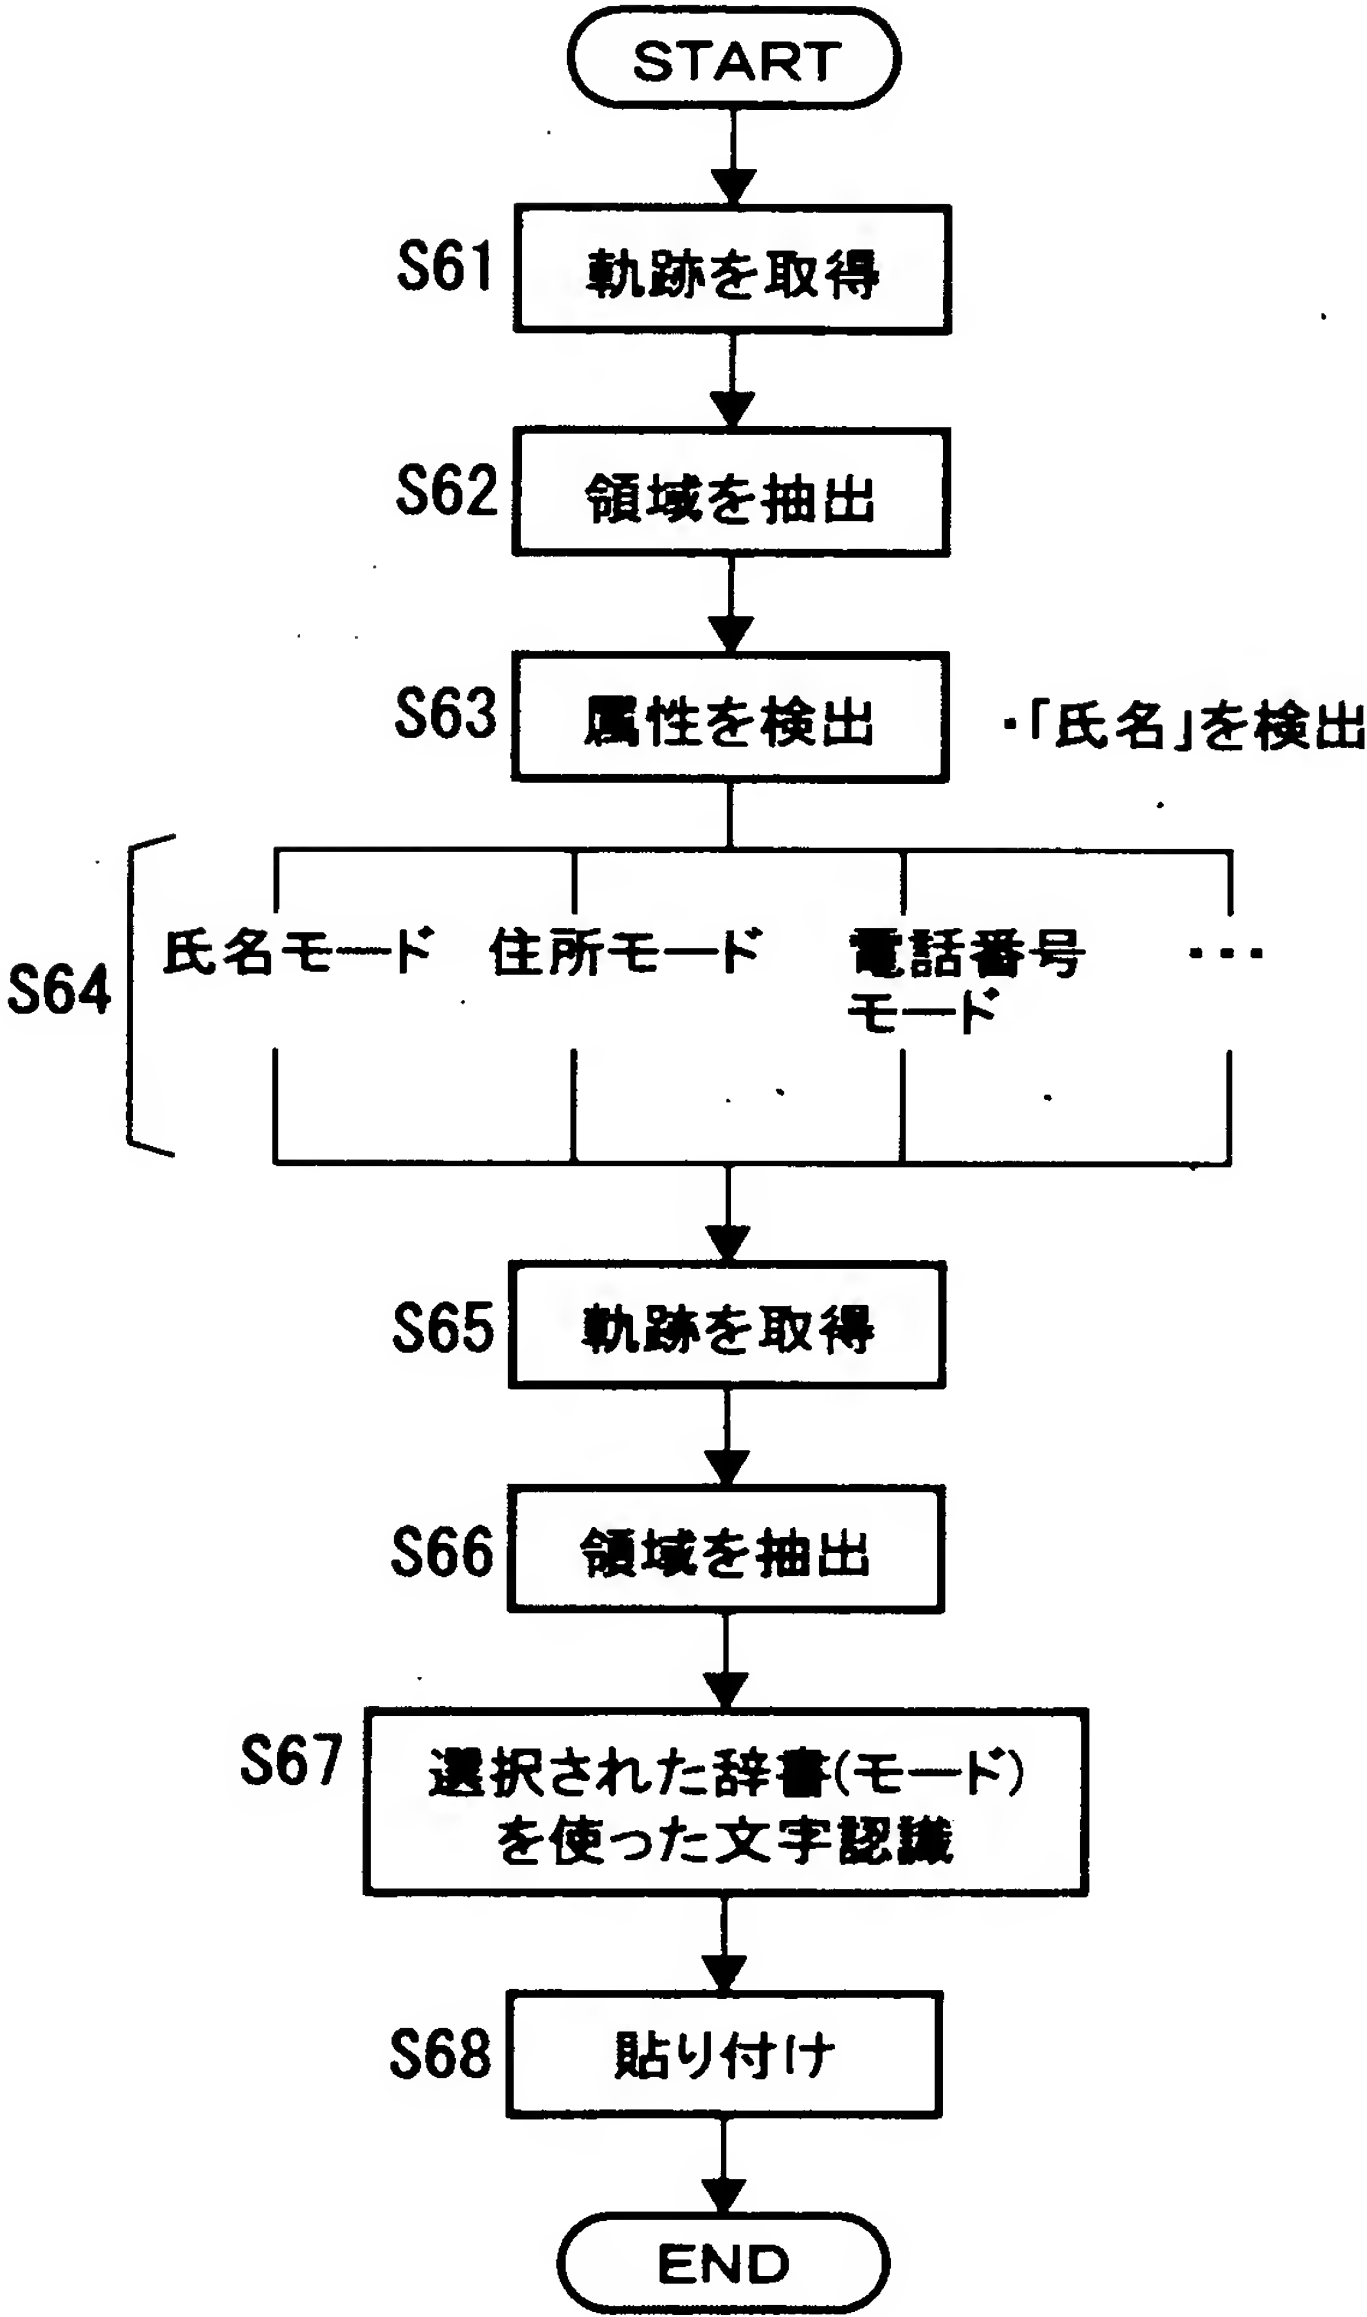 START
S61
軌跡を取得
S62
領域を抽出
S63
属性を検出
・「氏名」を検出
S64
氏名モード
住所モード
電話番号
モード
・・・
S65
軌跡を取得
S66
領域を抽出
S67
選択された辞書(モード)
を使った文字認識
S68
貼り付け
END